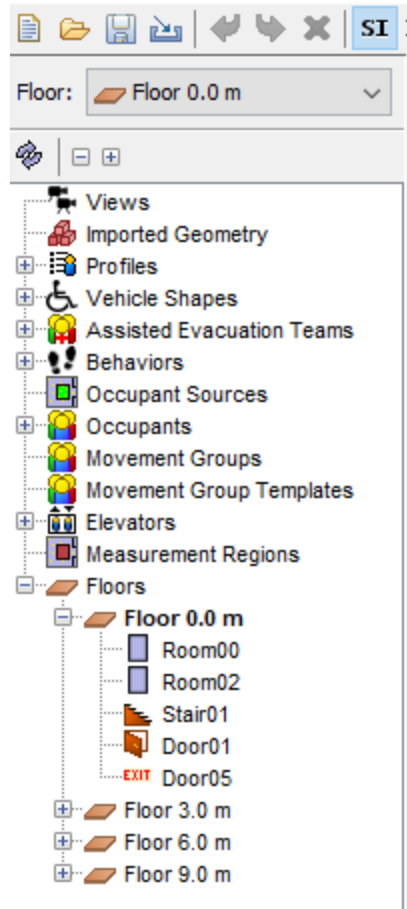 SI
Floor: Floor 0.0 m
Views
Imported Geometry
Profiles
Vehicle Shapes
Assisted Evacuation Teams
Behaviors
Occupant Sources
Occupants
Movement Groups
Movement Group Templates
Elevators
Measurement Regions
Floors
Floor 0.0 m
Room00
Room02
Stair01
Door01
EXIT Door05
Floor 3.0 m
Floor 6.0 m
Floor 9.0 m